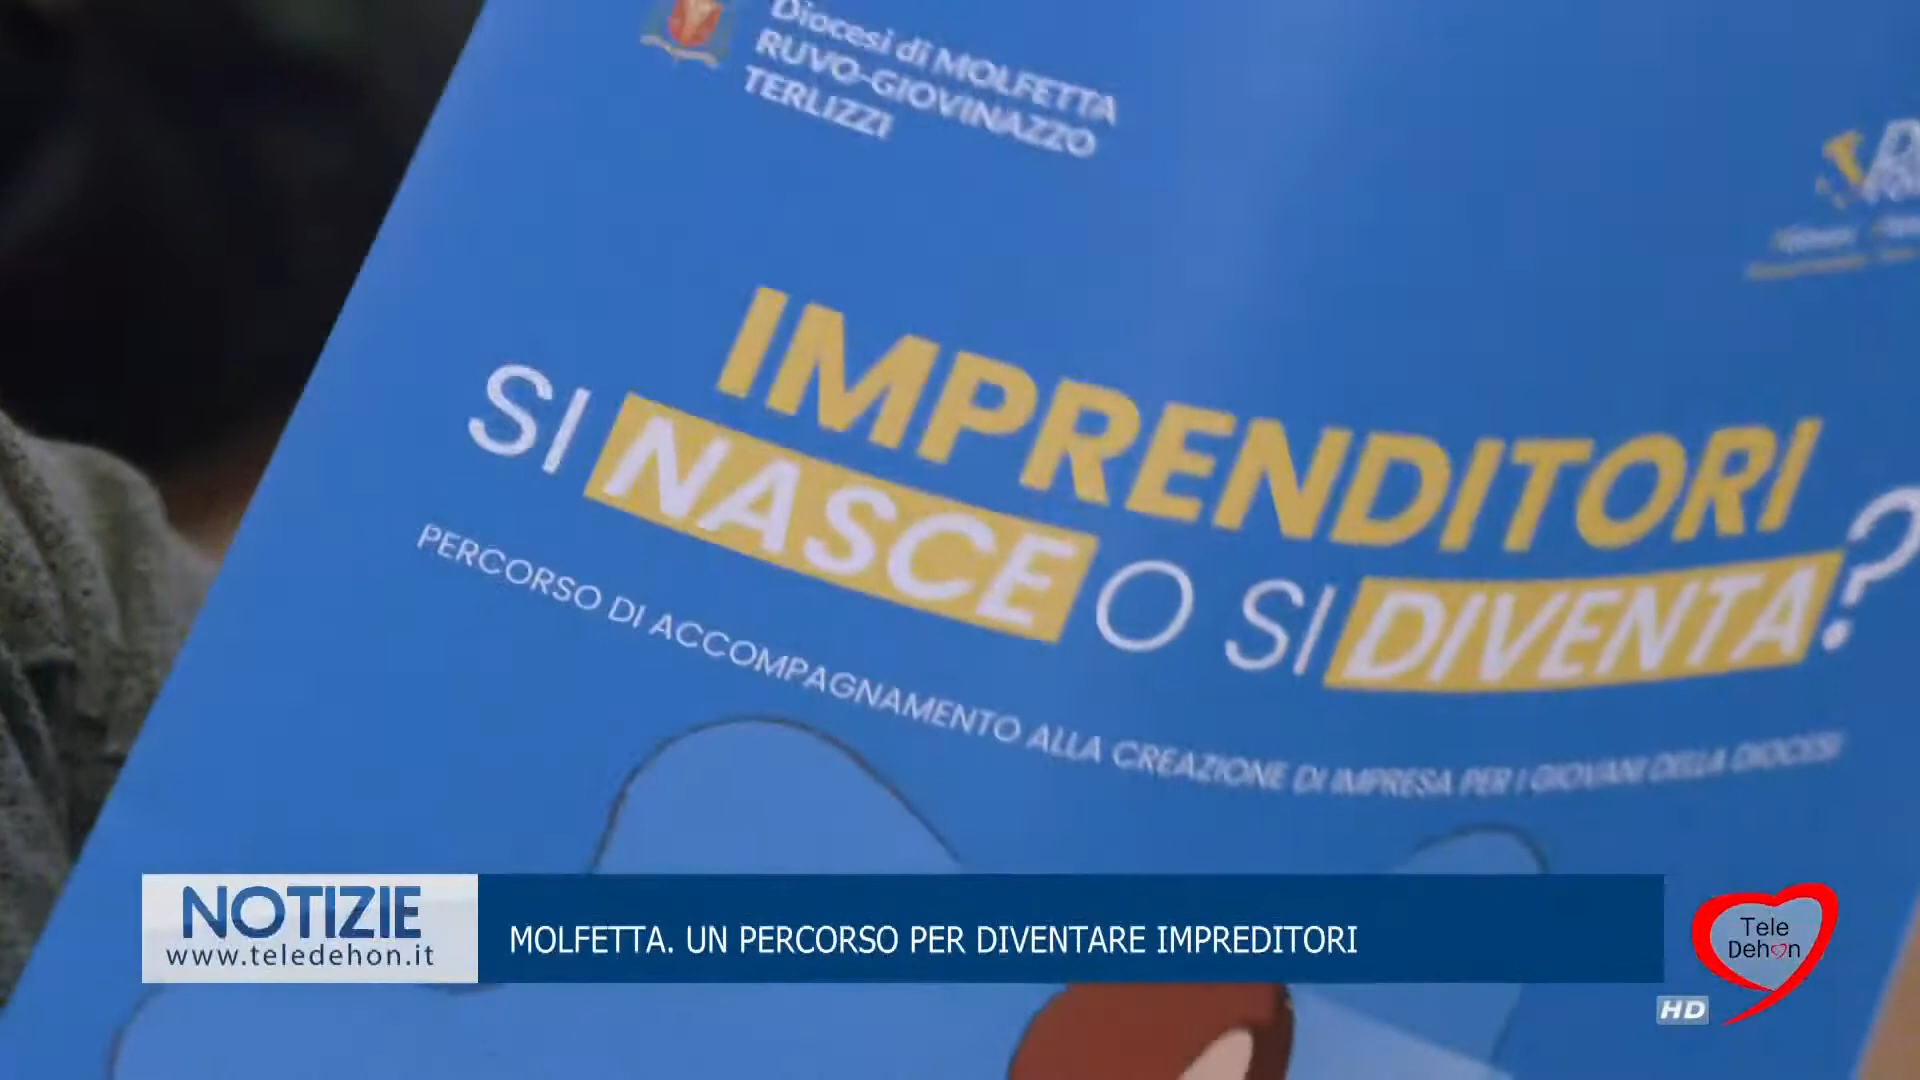 Diocesi di MOLFETTA
RUVO-GIOVINAZZO
TERLIZZI
IMPRENDITORI
SI NASCE O SI DIVENTA?
PERCORSO DI ACCOMPAGNAMENTO ALLA CREAZIONE DI IMPRESA PER I GIOVANI DELLA DIOCESI
NOTIZIE
www.teledehon.it
MOLFETTA. UN PERCORSO PER DIVENTARE IMPREDITORI
Tele
Dehon
HD